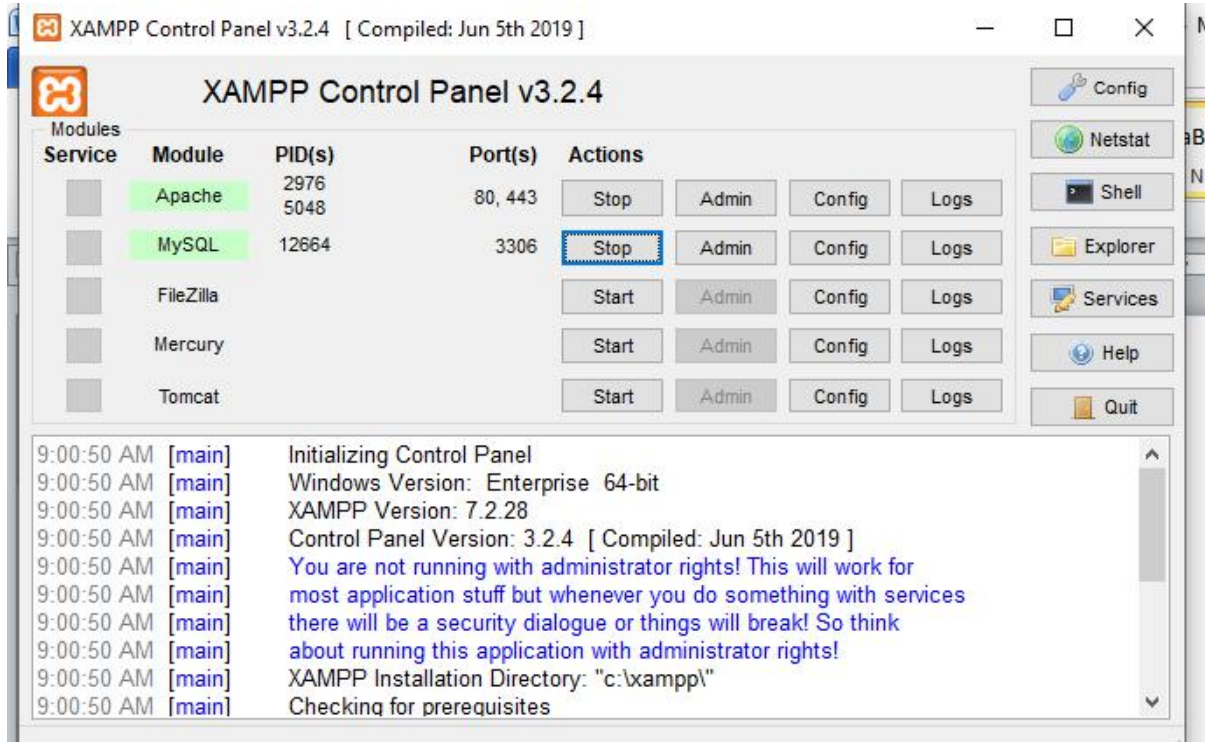 XAMPP Control Panel v3.2.4 [ Compiled: Jun 5th 2019 ]
XAMPP Control Panel v3.2.4
Config
Modules
Service Module PID(s) Port(s) Actions
Netstat
Apache 2976 5048 80, 443 Stop Admin Config Logs
Shell
MySQL 12664 3306 Stop Admin Config Logs
Explorer
FileZilla Start Admin Config Logs
Services
Mercury Start Admin Config Logs
Help
Tomcat Start Admin Config Logs
Quit
9:00:50 AM [main] Initializing Control Panel
9:00:50 AM [main] Windows Version: Enterprise 64-bit
9:00:50 AM [main] XAMPP Version: 7.2.28
9:00:50 AM [main] Control Panel Version: 3.2.4 [ Compiled: Jun 5th 2019 ]
9:00:50 AM [main] You are not running with administrator rights! This will work for
9:00:50 AM [main] most application stuff but whenever you do something with services
9:00:50 AM [main] there will be a security dialogue or things will break! So think
9:00:50 AM [main] about running this application with administrator rights!
9:00:50 AM [main] XAMPP Installation Directory: "c:\xampp\"
9:00:50 AM [main] Checking for prerequisites